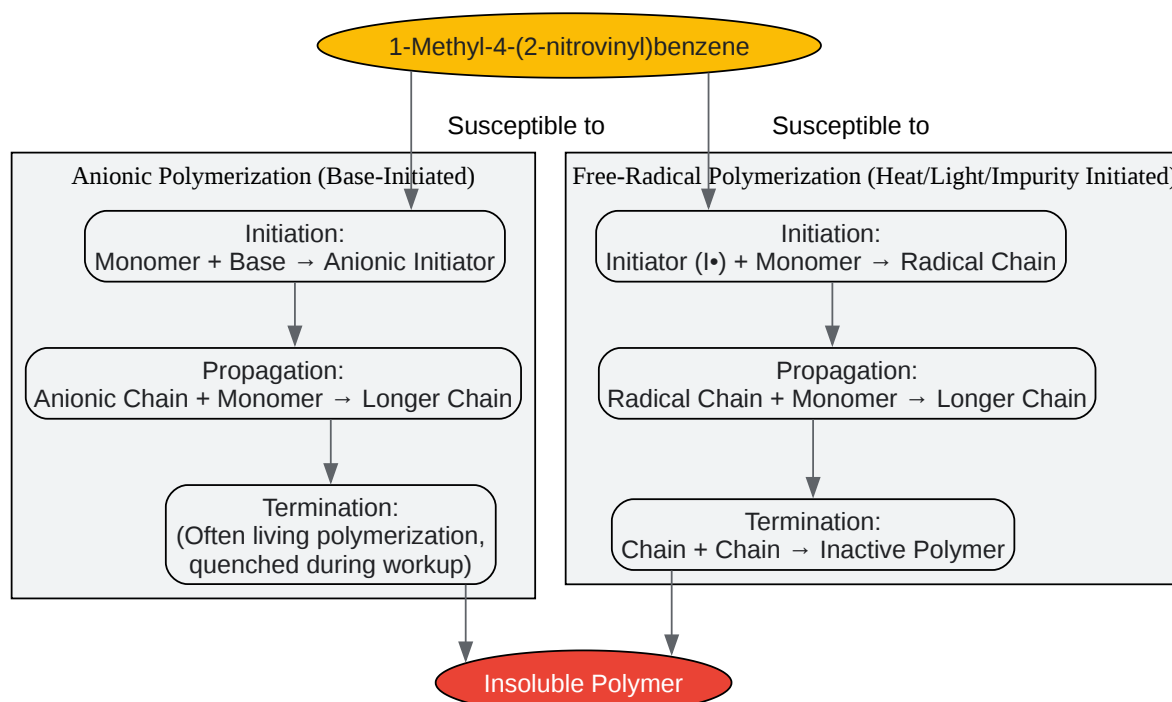 1-Methyl-4-(2-nitrovinyl)benzene
Susceptible to
Susceptible to
Anionic Polymerization (Base-Initiated)
Initiation:
Monomer + Base → Anionic Initiator
Propagation:
Anionic Chain + Monomer → Longer Chain
Termination:
(Often living polymerization,
quenched during workup)
Free-Radical Polymerization (Heat/Light/Impurity Initiated)
Initiation:
Initiator (I•) + Monomer → Radical Chain
Propagation:
Radical Chain + Monomer → Longer Chain
Termination:
Chain + Chain → Inactive Polymer
Insoluble Polymer